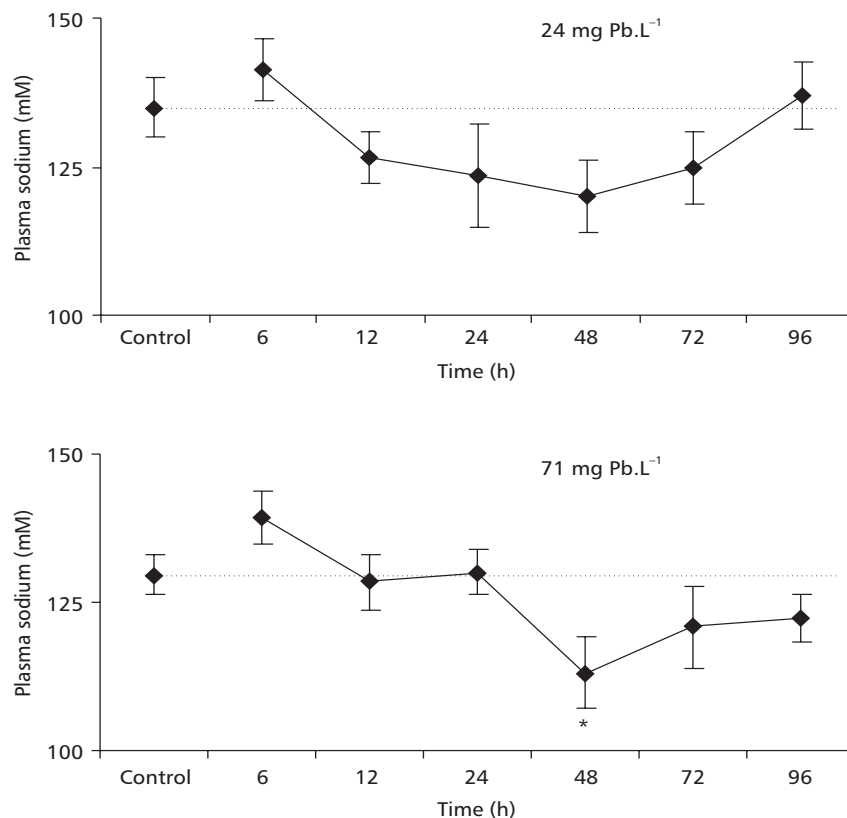 150
24 mg Pb.L⁻¹
Plasma sodium (mM)
125
100
Control 6 12 24 48 72 96
Time (h)
150
71 mg Pb.L⁻¹
Plasma sodium (mM)
125
*
100
Control 6 12 24 48 72 96
Time (h)